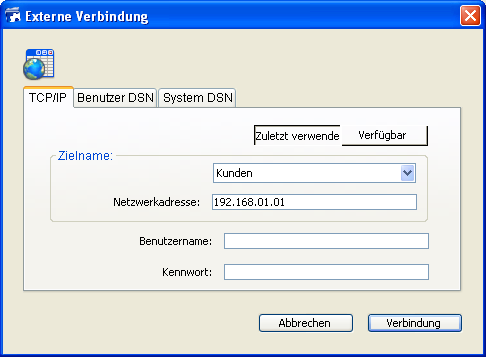 Externe Verbindung
TCP/IP Benutzer DSN System DSN
Zuletzt verwende Verfügbar
Zielname:
Kunden
Netzwerkadresse: 192.168.01.01
Benutzername:
Kennwort:
Abbrechen Verbindung